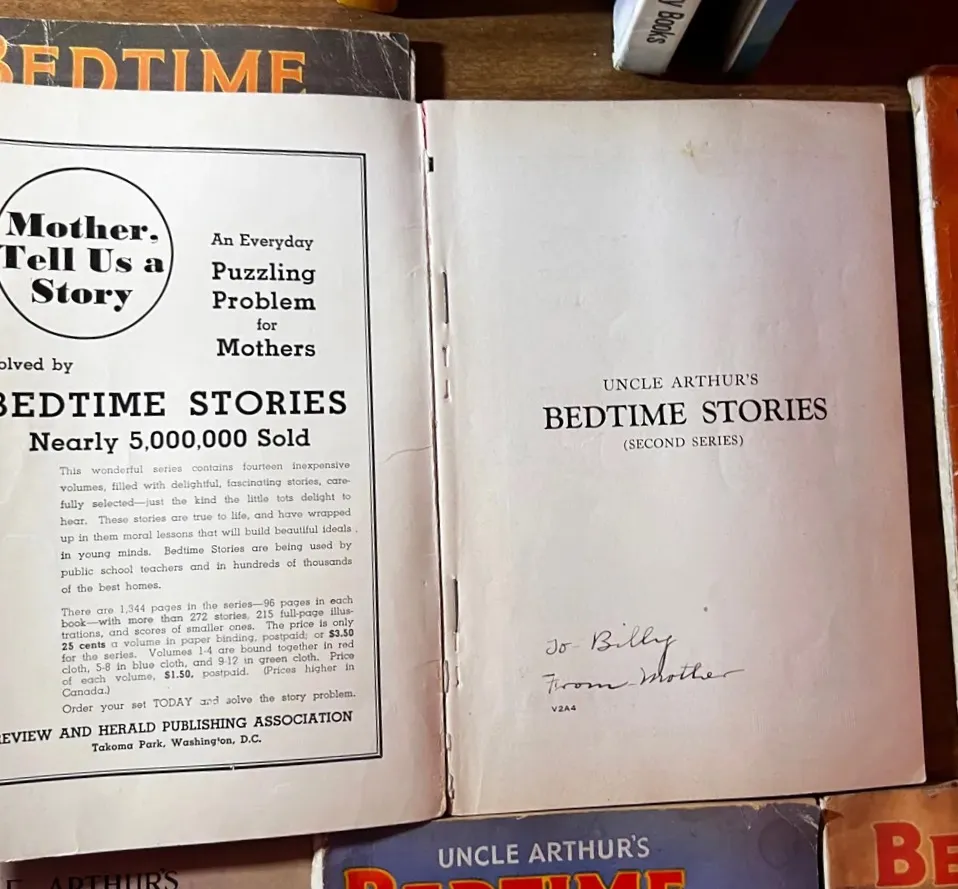 BEDTIME
y Books
Mother,
Tell Us a
Story
An Everyday
Puzzling
Problem
for
Mothers
olved by
BEDTIME STORIES
Nearly 5,000,000 Sold
This wonderful series contains fourteen inexpensive
volumes, filled with delightful, fascinating stories, care-
fully selected—just the kind the little tots delight to
hear. These stories are true to life, and have wrapped
up in them moral lessons that will build beautiful ideals
in young minds. Bedtime Stories are being used by
public school teachers and in hundreds of thousands
of the best homes.
There are 1,344 pages in the series—96 pages in each
book—with more than 272 stories, 215 full-page illus-
trations, and scores of smaller ones. The price is only
25 cents a volume in paper binding, postpaid; or $3.50
for the series. Volumes 1-4 are bound together in red
cloth, 5-8 in blue cloth, and 9-12 in green cloth. Price
of each volume, $1.50, postpaid. (Prices higher in
Canada.)
Order your set TODAY and solve the story problem.
REVIEW AND HERALD PUBLISHING ASSOCIATION
Takoma Park, Washington, D.C.
UNCLE ARTHUR'S
BEDTIME STORIES
(SECOND SERIES)
To Billy
From Mother
V2A4
E ARTHUR'S
UNCLE ARTHUR'S
BEDTIME
BE